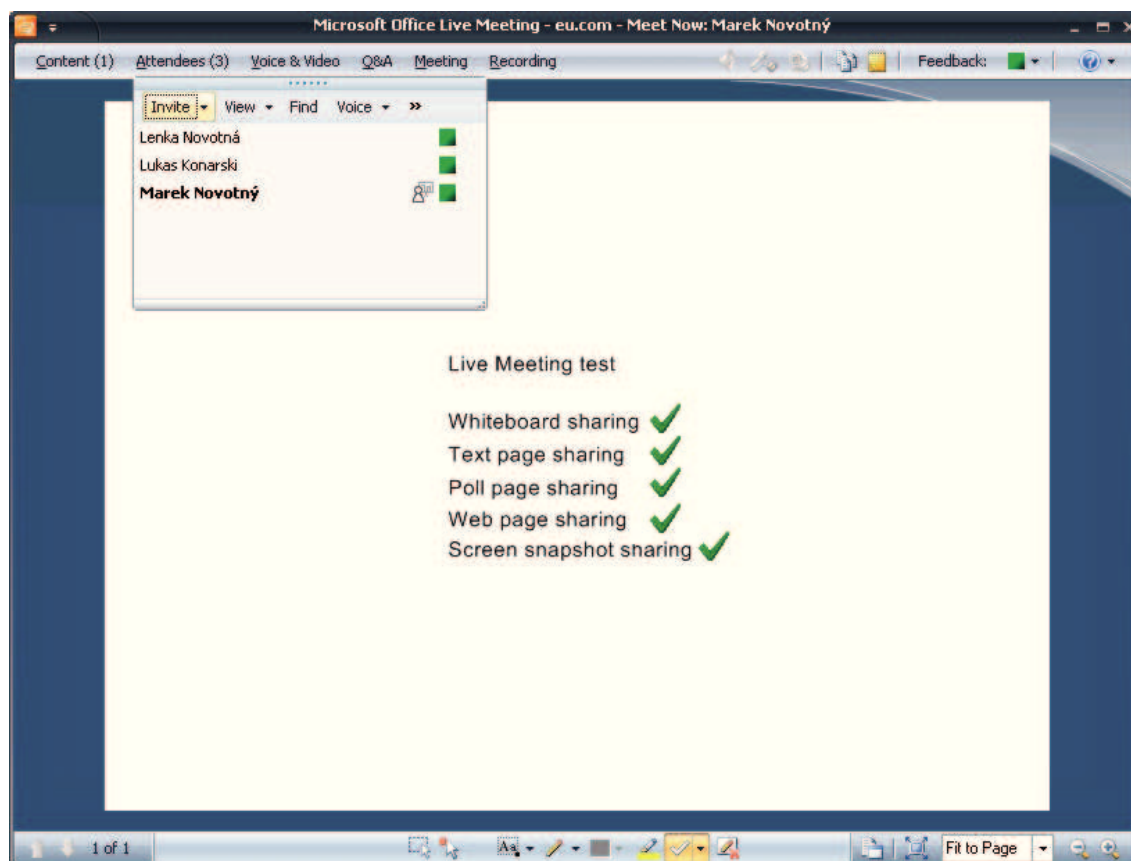 Microsoft Office Live Meeting - eu.com - Meet Now: Marek Novotný
Content (1) Attendees (3) Voice & Video Q&A Meeting Recording Feedback:
Invite View Find Voice »
Lenka Novotná
Lukas Konarski
Marek Novotný
Live Meeting test
Whiteboard sharing
Text page sharing
Poll page sharing
Web page sharing
Screen snapshot sharing
1 of 1 Aa Fit to Page